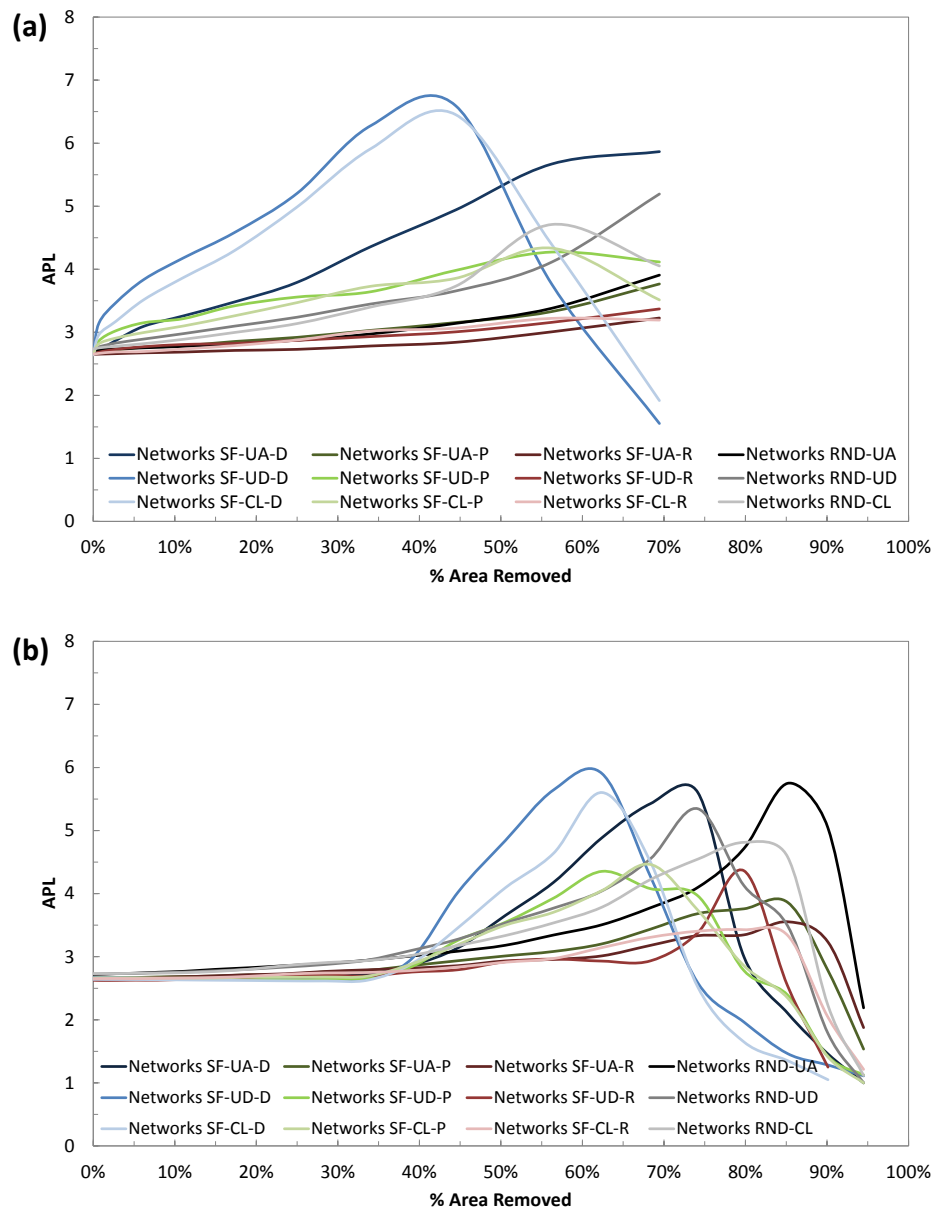 (a)
8
7
6
5
4
3
2
1
0
APL
Networks SF-UA-D Networks SF-UA-P Networks SF-UA-R Networks RND-UA
Networks SF-UD-D Networks SF-UD-P Networks SF-UD-R Networks RND-UD
Networks SF-CL-D Networks SF-CL-P Networks SF-CL-R Networks RND-CL
0% 10% 20% 30% 40% 50% 60% 70% 80% 90% 100%
% Area Removed
(b)
8
7
6
5
4
3
2
1
0
APL
Networks SF-UA-D Networks SF-UA-P Networks SF-UA-R Networks RND-UA
Networks SF-UD-D Networks SF-UD-P Networks SF-UD-R Networks RND-UD
Networks SF-CL-D Networks SF-CL-P Networks SF-CL-R Networks RND-CL
0% 10% 20% 30% 40% 50% 60% 70% 80% 90% 100%
% Area Removed